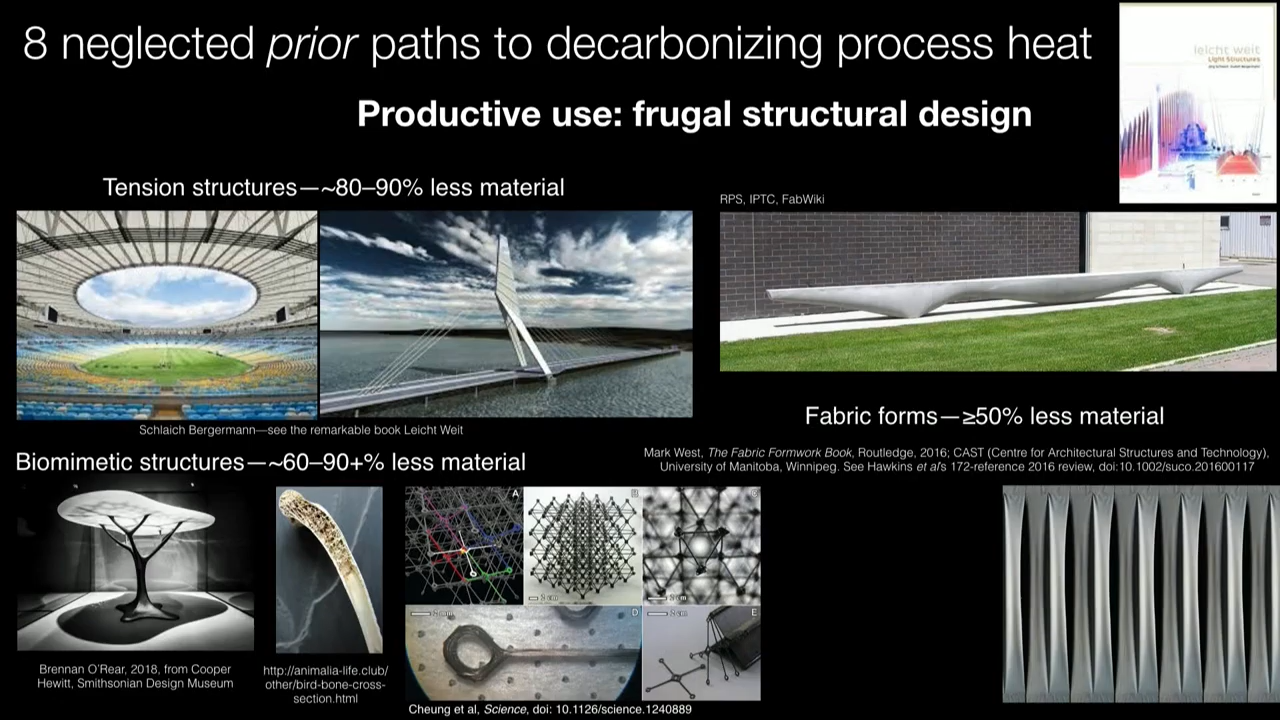 8 neglected prior paths to decarbonizing process heat
leicht weit
Light Structures
Productive use: frugal structural design
Tension structures—~80–90% less material
RPS, IPTC, FabWiki
Schlaich Bergermann—see the remarkable book Leicht Weit
Fabric forms—≥50% less material
Mark West, The Fabric Formwork Book, Routledge, 2016; CAST (Centre for Architectural Structures and Technology),
University of Manitoba, Winnipeg. See Hawkins et al's 172-reference 2016 review, doi:10.1002/suco.201600117
Biomimetic structures—~60–90+% less material
A
B
D
E
2 cm
Brennan O'Rear, 2018, from Cooper
Hewitt, Smithsonian Design Museum
http://animalia-life.club/
other/bird-bone-cross-
section.html
Cheung et al, Science, doi: 10.1126/science.1240889